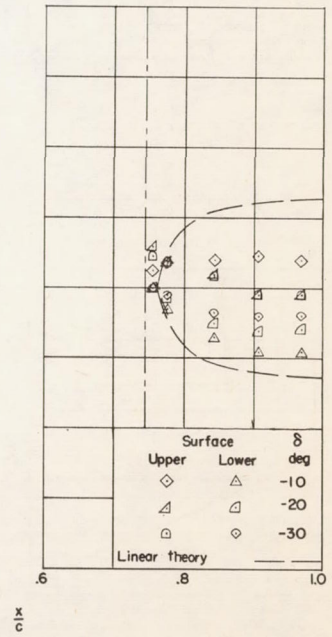 Surface δ
Upper Lower deg
-10
-20
-30
Linear theory
.6 .8 1.0
x/c